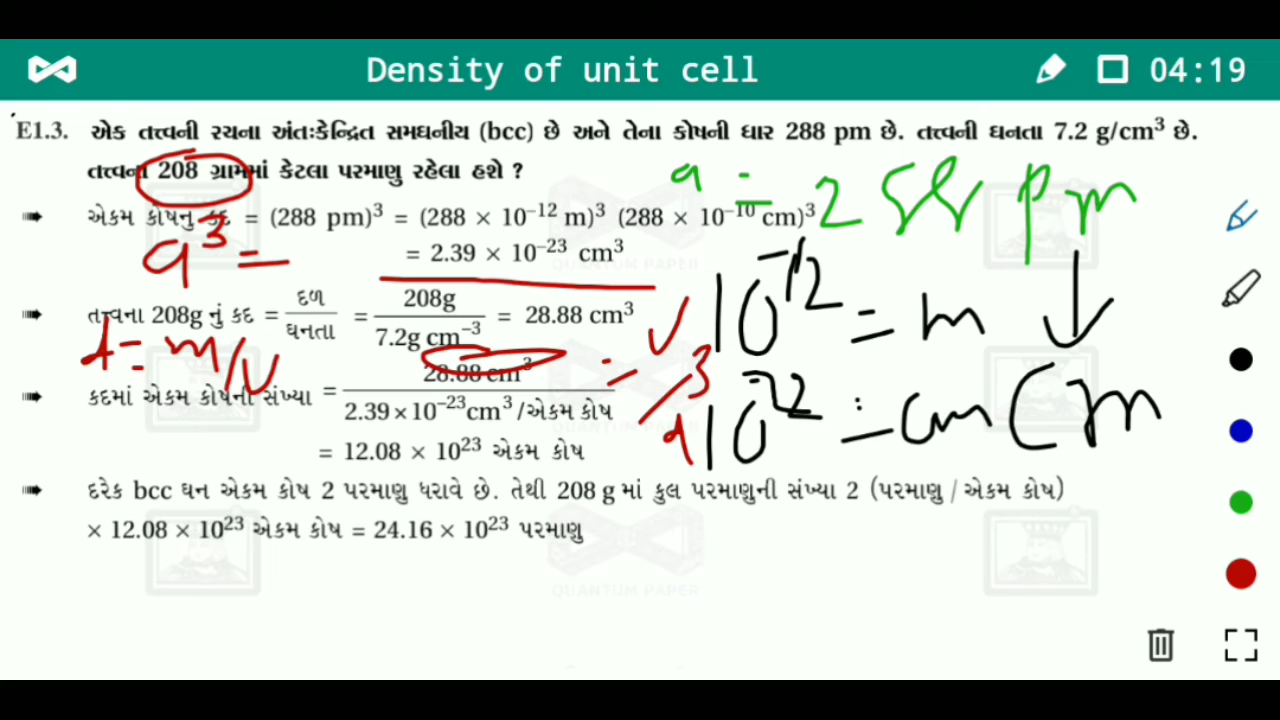 Density of unit cell
04:19
E1.3. એક તત્ત્વની રચના અંતઃકેન્દ્રિત સમઘનીય (bcc) છે અને તેના કોષની ધાર 288 pm છે. તત્ત્વની ઘનતા 7.2 g/cm³ છે.
તત્ત્વના 208 ગ્રામમાં કેટલા પરમાણુ રહેલા હશે ?
a = 288 pm
એકમ કોષનું કદ = (288 pm)³ = (288 × 10⁻¹² m)³ (288 × 10⁻¹⁰ cm)³
a³ =
= 2.39 × 10⁻²³ cm³
10⁻¹² = m
તત્ત્વના 208g નું કદ = દળ / ઘનતા = 208g / 7.2g cm⁻³ = 28.88 cm³
d = m/v
= v/a³
કદમાં એકમ કોષની સંખ્યા = 28.88 cm³ / 2.39 × 10⁻²³ cm³ / એકમ કોષ
= 12.08 × 10²³ એકમ કોષ
દરેક bcc ઘન એકમ કોષ 2 પરમાણુ ધરાવે છે. તેથી 208 g માં કુલ પરમાણુની સંખ્યા 2 (પરમાણુ / એકમ કોષ)
× 12.08 × 10²³ એકમ કોષ = 24.16 × 10²³ પરમાણુ
QUANTUM PAPER